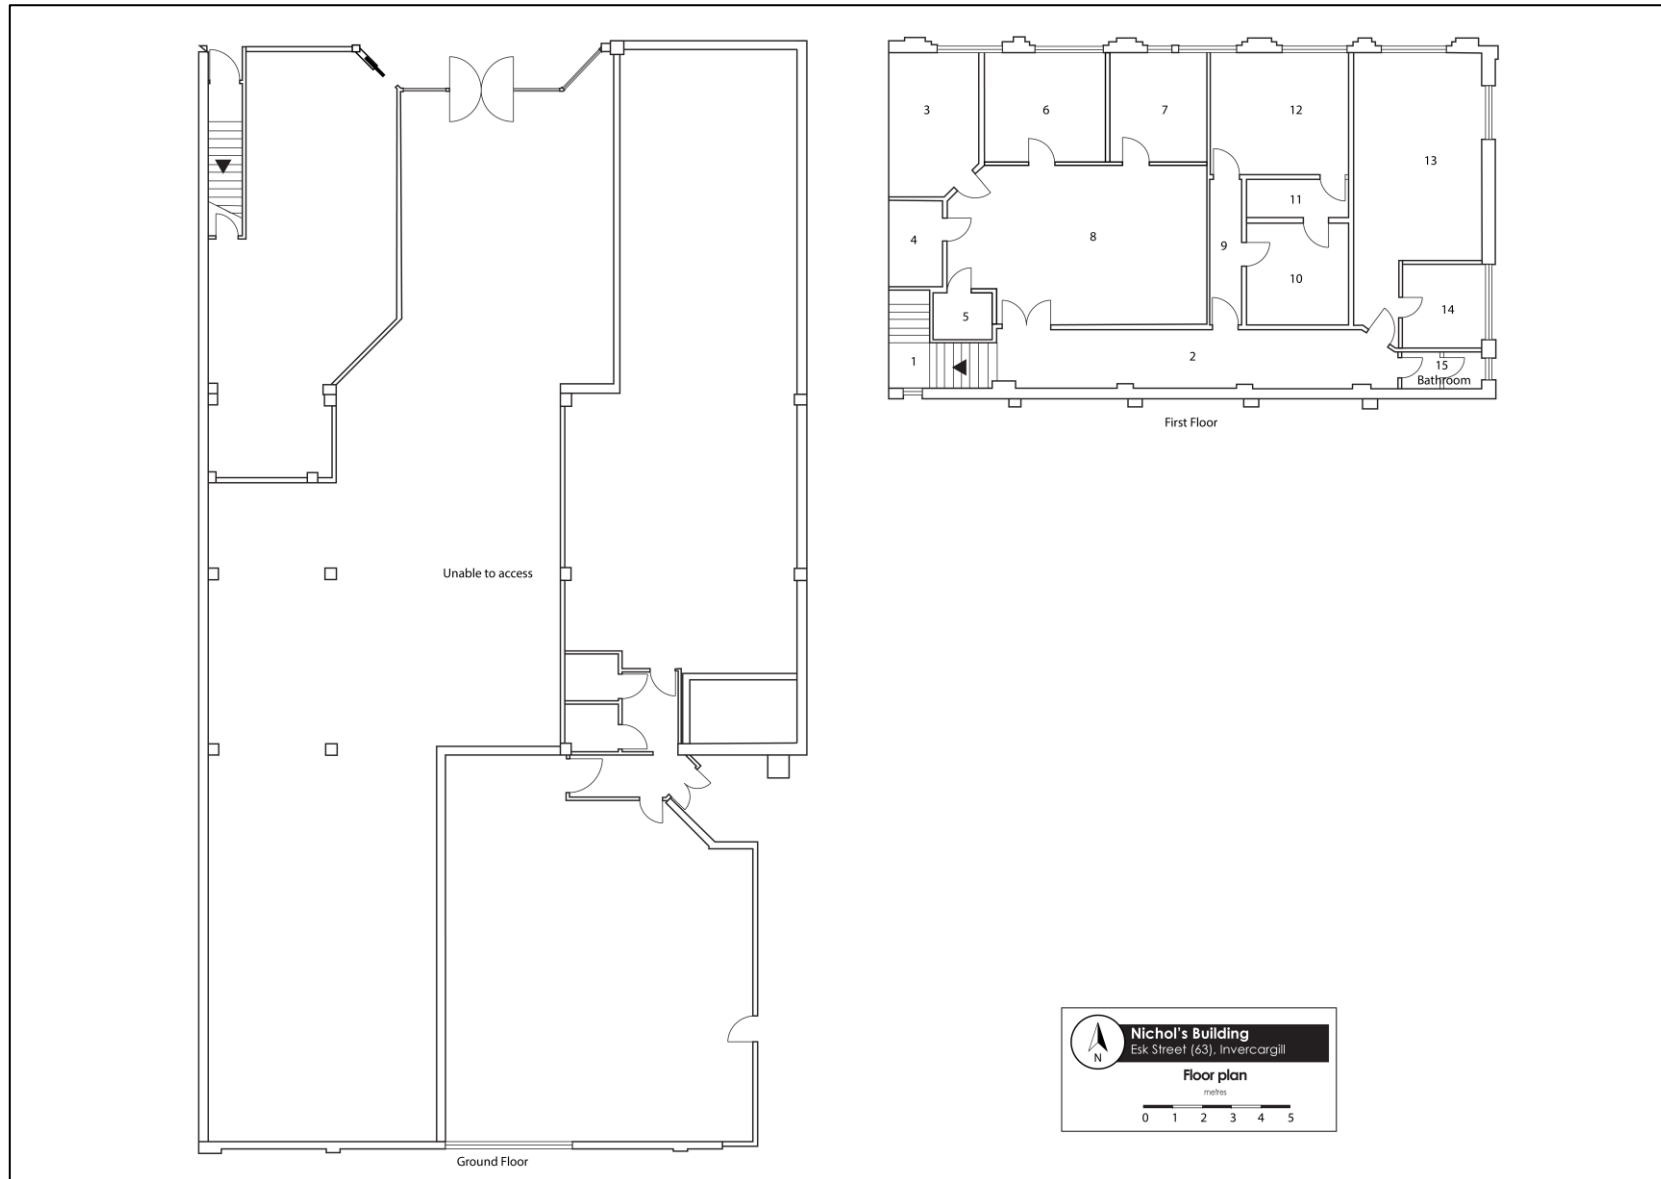 3
6
7
12
13
11
4
8
9
10
5
14
1
2
15
Bathroom
First Floor
Unable to access
Ground Floor
N
Nichol's Building
Esk Street (63), Invercargill
Floor plan
metres
0 1 2 3 4 5